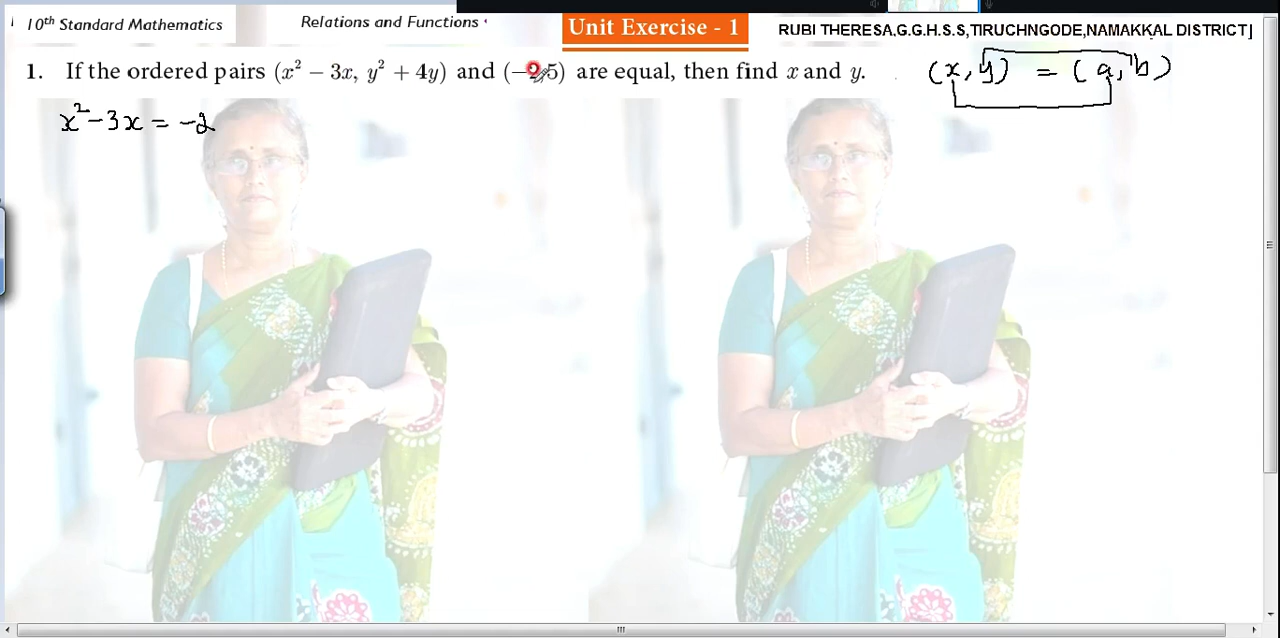 10th Standard Mathematics
Relations and Functions
Unit Exercise - 1
RUBI THERESA,G.G.H.S.S,TIRUCHNGODE,NAMAKKAL DISTRICT]
1. If the ordered pairs (x² − 3x, y² + 4y) and (−2,5) are equal, then find x and y.
(x, y) = (a, b)
x² − 3x = −2